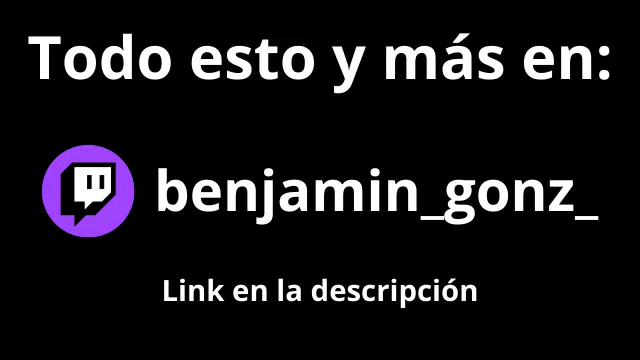 Todo esto y más en:
benjamin_gonz_
Link en la descripción